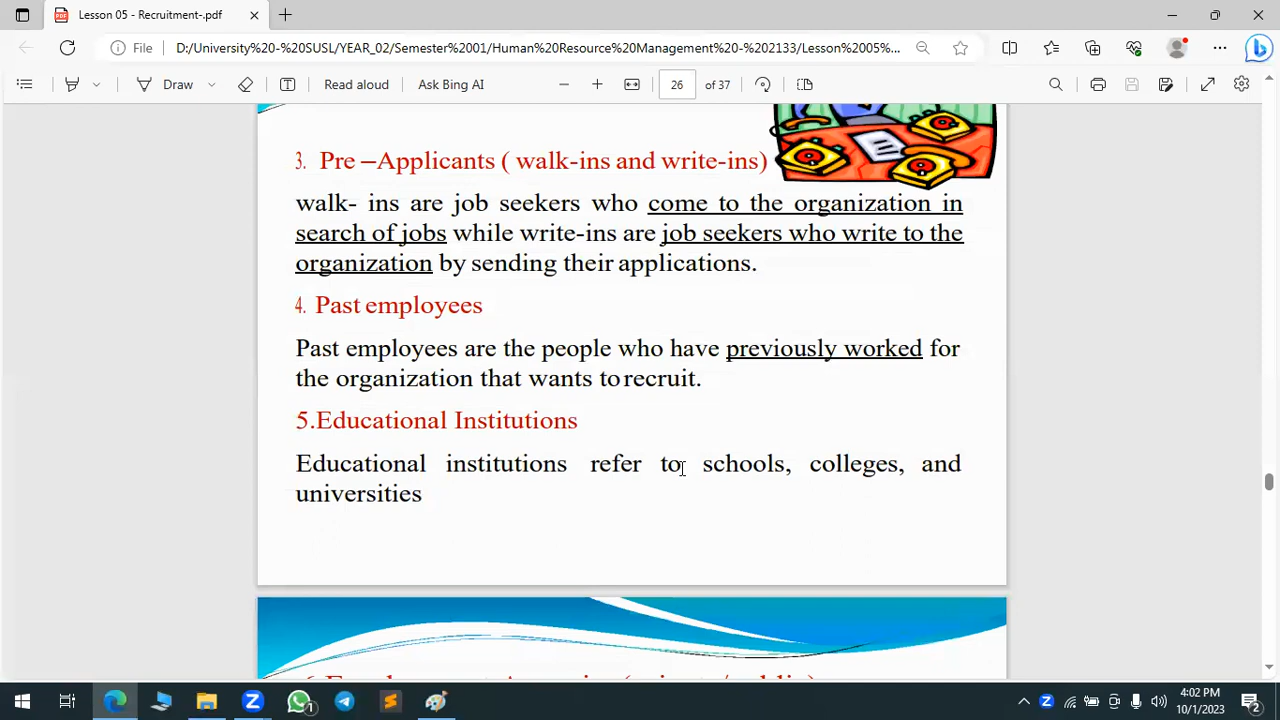 Lesson 05 - Recruitment-.pdf
File
D:/University%20-%20SUSL/YEAR_02/Semester%2001/Human%20Resource%20Management%20-%202133/Lesson%2005%...
Draw
Read aloud
Ask Bing AI
26 of 37
3. Pre –Applicants ( walk-ins and write-ins)
walk- ins are job seekers who come to the organization in
search of jobs while write-ins are job seekers who write to the
organization by sending their applications.
4. Past employees
Past employees are the people who have previously worked for
the organization that wants to recruit.
5.Educational Institutions
Educational institutions refer to schools, colleges, and
universities
4:02 PM
10/1/2023